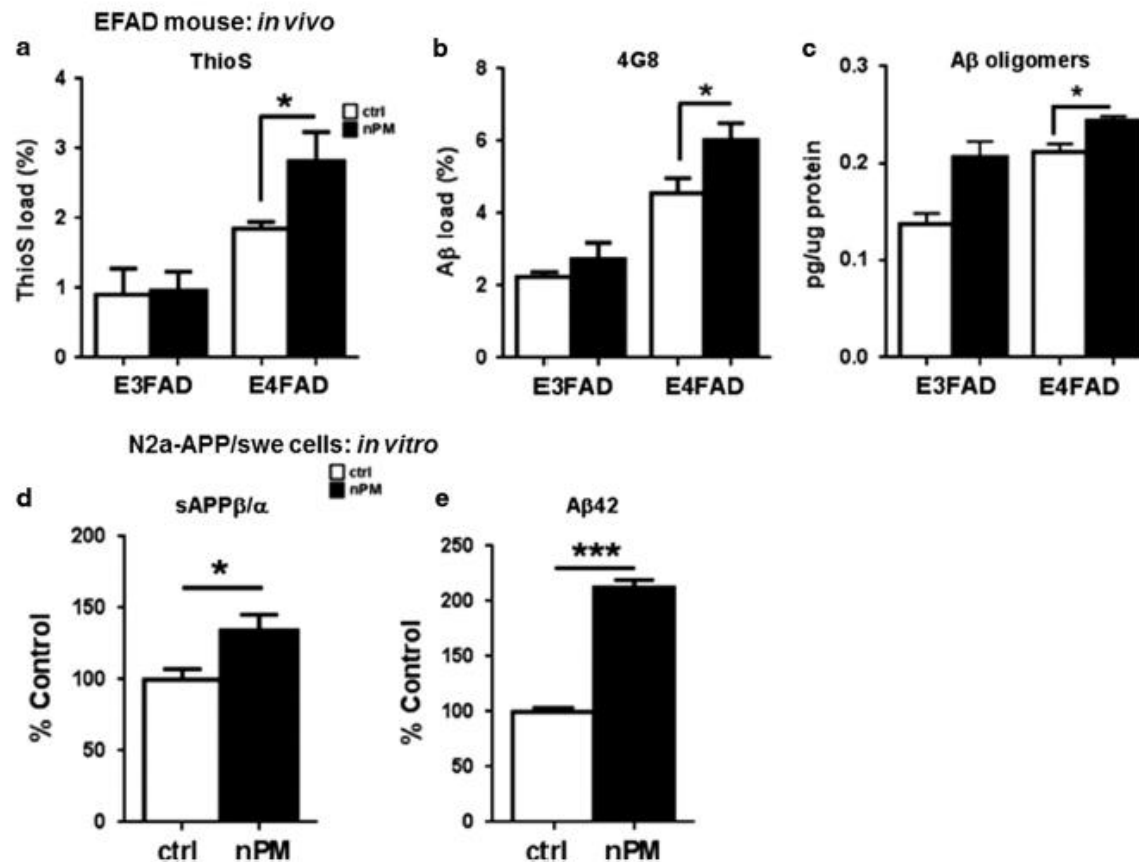 EFAD mouse: in vivo
a
ThioS
ThioS load (%)
4
3
2
1
0
*
ctrl
nPM
E3FAD
E4FAD
b
4G8
Aβ load (%)
8
6
4
2
0
*
E3FAD
E4FAD
c
Aβ oligomers
pg/ug protein
0.3
0.2
0.1
0.0
*
E3FAD
E4FAD
N2a-APP/swe cells: in vitro
ctrl
nPM
d
sAPPβ/α
% Control
200
150
100
50
0
*
ctrl
nPM
e
Aβ42
% Control
250
200
150
100
50
0
***
ctrl
nPM